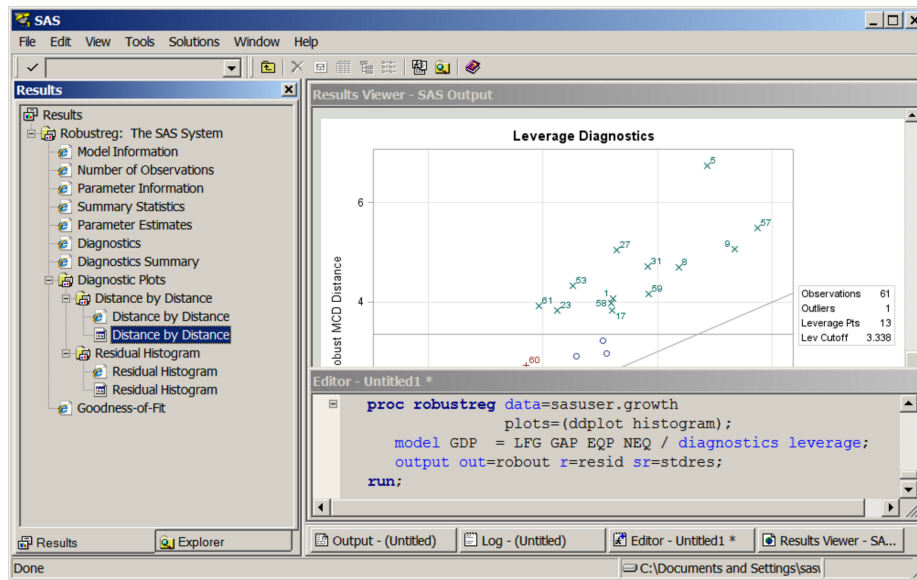 SAS
File Edit View Tools Solutions Window Help
Results
Results
Robustreg: The SAS System
Model Information
Number of Observations
Parameter Information
Summary Statistics
Parameter Estimates
Diagnostics
Diagnostics Summary
Diagnostic Plots
Distance by Distance
Distance by Distance
Distance by Distance
Residual Histogram
Residual Histogram
Residual Histogram
Goodness-of-Fit
Results Explorer
Results Viewer - SAS Output
Leverage Diagnostics
obust MCD Distance
6
4
5
57
9
27
31
8
53
59
1
61
23
58
17
60
Observations 61
Outliers 1
Leverage Pts 13
Lev Cutoff 3.338
Editor - Untitled1 *
proc robustreg data=sasuser.growth
plots=(ddplot histogram);
model GDP = LFG GAP EQP NEQ / diagnostics leverage;
output out=robout r=resid sr=stdres;
run;
Output - (Untitled) Log - (Untitled) Editor - Untitled1 * Results Viewer - SA...
Done C:\Documents and Settings\sas